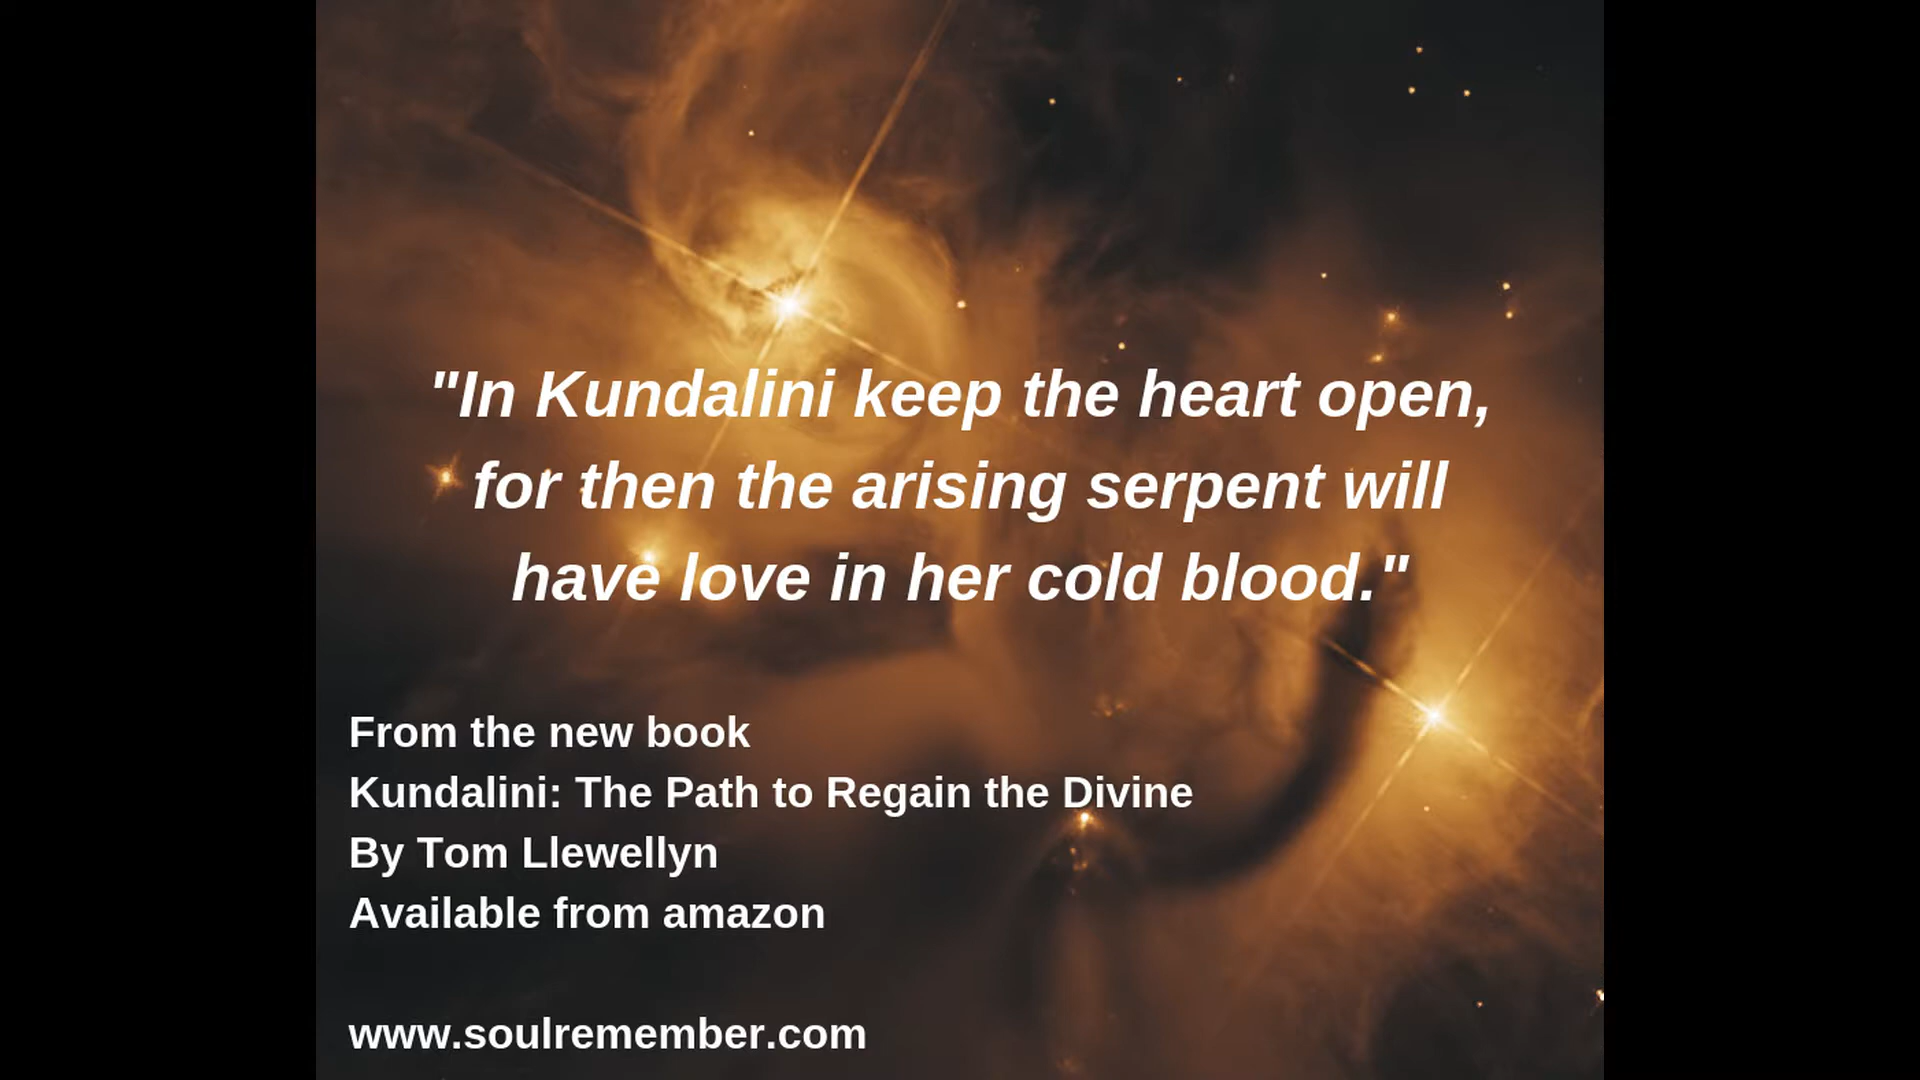 "In Kundalini keep the heart open,
for then the arising serpent will
have love in her cold blood."
From the new book
Kundalini: The Path to Regain the Divine
By Tom Llewellyn
Available from amazon
www.soulremember.com